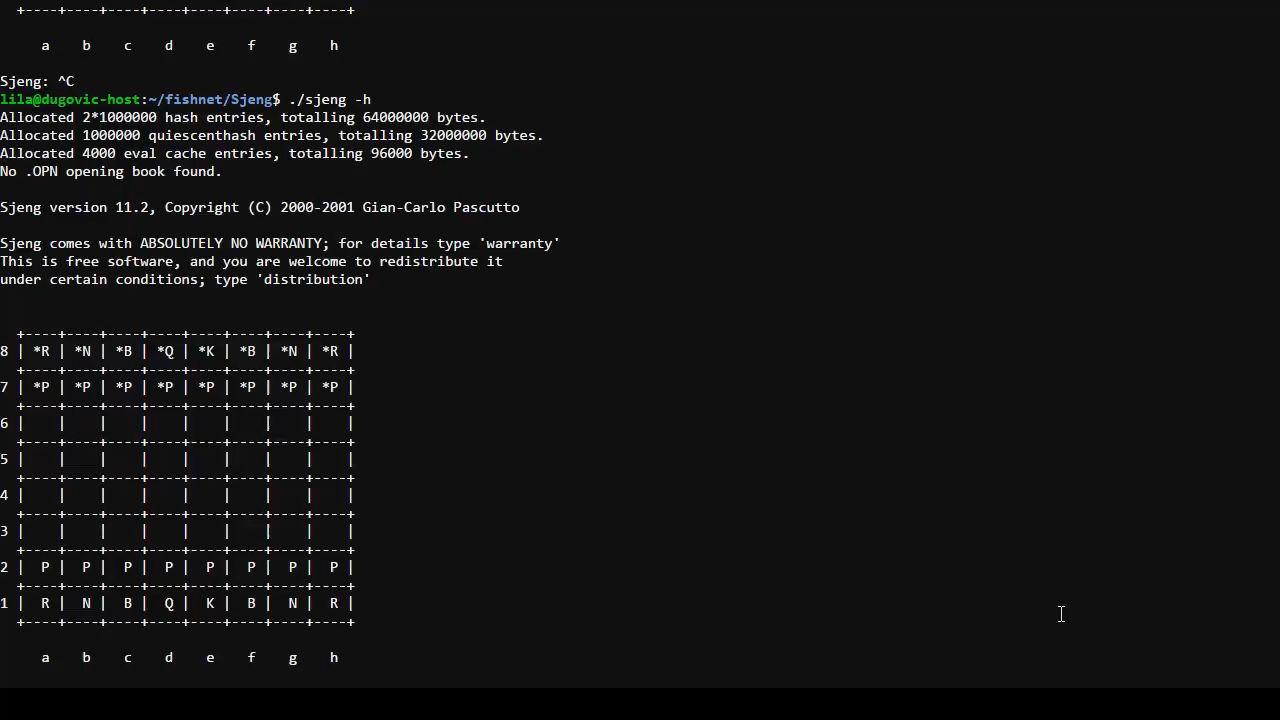 +----+----+----+----+----+----+----+----+

     a    b    c    d    e    f    g    h

Sjeng: ^C
lila@dugovic-host:~/fishnet/Sjeng$ ./sjeng -h
Allocated 2*1000000 hash entries, totalling 64000000 bytes.
Allocated 1000000 quiescenthash entries, totalling 32000000 bytes.
Allocated 4000 eval cache entries, totalling 96000 bytes.
No .OPN opening book found.

Sjeng version 11.2, Copyright (C) 2000-2001 Gian-Carlo Pascutto

Sjeng comes with ABSOLUTELY NO WARRANTY; for details type 'warranty'
This is free software, and you are welcome to redistribute it
under certain conditions; type 'distribution'

  +----+----+----+----+----+----+----+----+
8 | *R | *N | *B | *Q | *K | *B | *N | *R |
  +----+----+----+----+----+----+----+----+
7 | *P | *P | *P | *P | *P | *P | *P | *P |
  +----+----+----+----+----+----+----+----+
6 |    |    |    |    |    |    |    |    |
  +----+----+----+----+----+----+----+----+
5 |    |    |    |    |    |    |    |    |
  +----+----+----+----+----+----+----+----+
4 |    |    |    |    |    |    |    |    |
  +----+----+----+----+----+----+----+----+
3 |    |    |    |    |    |    |    |    |
  +----+----+----+----+----+----+----+----+
2 |  P |  P |  P |  P |  P |  P |  P |  P |
  +----+----+----+----+----+----+----+----+
1 |  R |  N |  B |  Q |  K |  B |  N |  R |
  +----+----+----+----+----+----+----+----+

     a    b    c    d    e    f    g    h